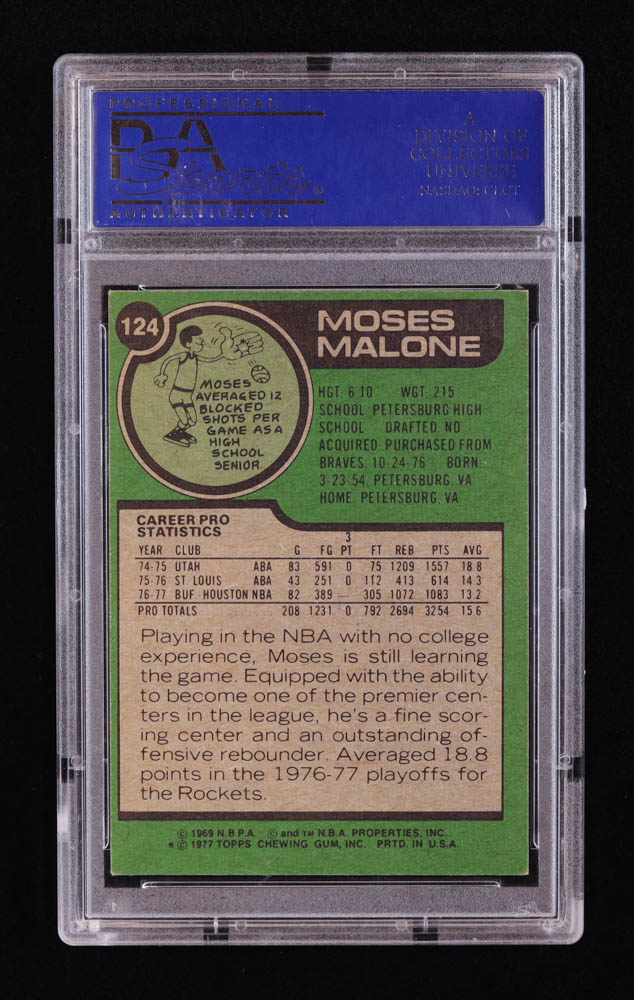 PROFESSIONAL
PSA
AUTHENTICATOR
A
DIVISION OF
COLLECTORS
UNIVERSE
NASDAQ: CLCT
124
MOSES
MALONE
MOSES
AVERAGED 12
BLOCKED
SHOTS PER
GAME AS A
HIGH
SCHOOL
SENIOR.
HGT: 6 10 WGT: 215
SCHOOL: PETERSBURG HIGH
SCHOOL DRAFTED: NO
ACQUIRED: PURCHASED FROM
BRAVES, 10-24-76 BORN:
3-23-54, PETERSBURG, VA
HOME: PETERSBURG, VA
CAREER PRO
STATISTICS
3
YEAR CLUB G FG PT FT REB PTS AVG
74-75 UTAH ABA 83 591 0 75 1209 1557 18.8
75-76 ST LOUIS ABA 43 251 0 112 413 614 14.3
76-77 BUF.-HOUSTON NBA 82 389 — 305 1072 1083 13.2
PRO TOTALS 208 1231 0 792 2694 3254 15.6
Playing in the NBA with no college
experience, Moses is still learning
the game. Equipped with the ability
to become one of the premier cen-
ters in the league, he's a fine scor-
ing center and an outstanding of-
fensive rebounder. Averaged 18.8
points in the 1976-77 playoffs for
the Rockets.
© 1969 N.B.P.A. © and TM N.B.A. PROPERTIES, INC.
* © 1977 TOPPS CHEWING GUM, INC. PRTD. IN U.S.A.